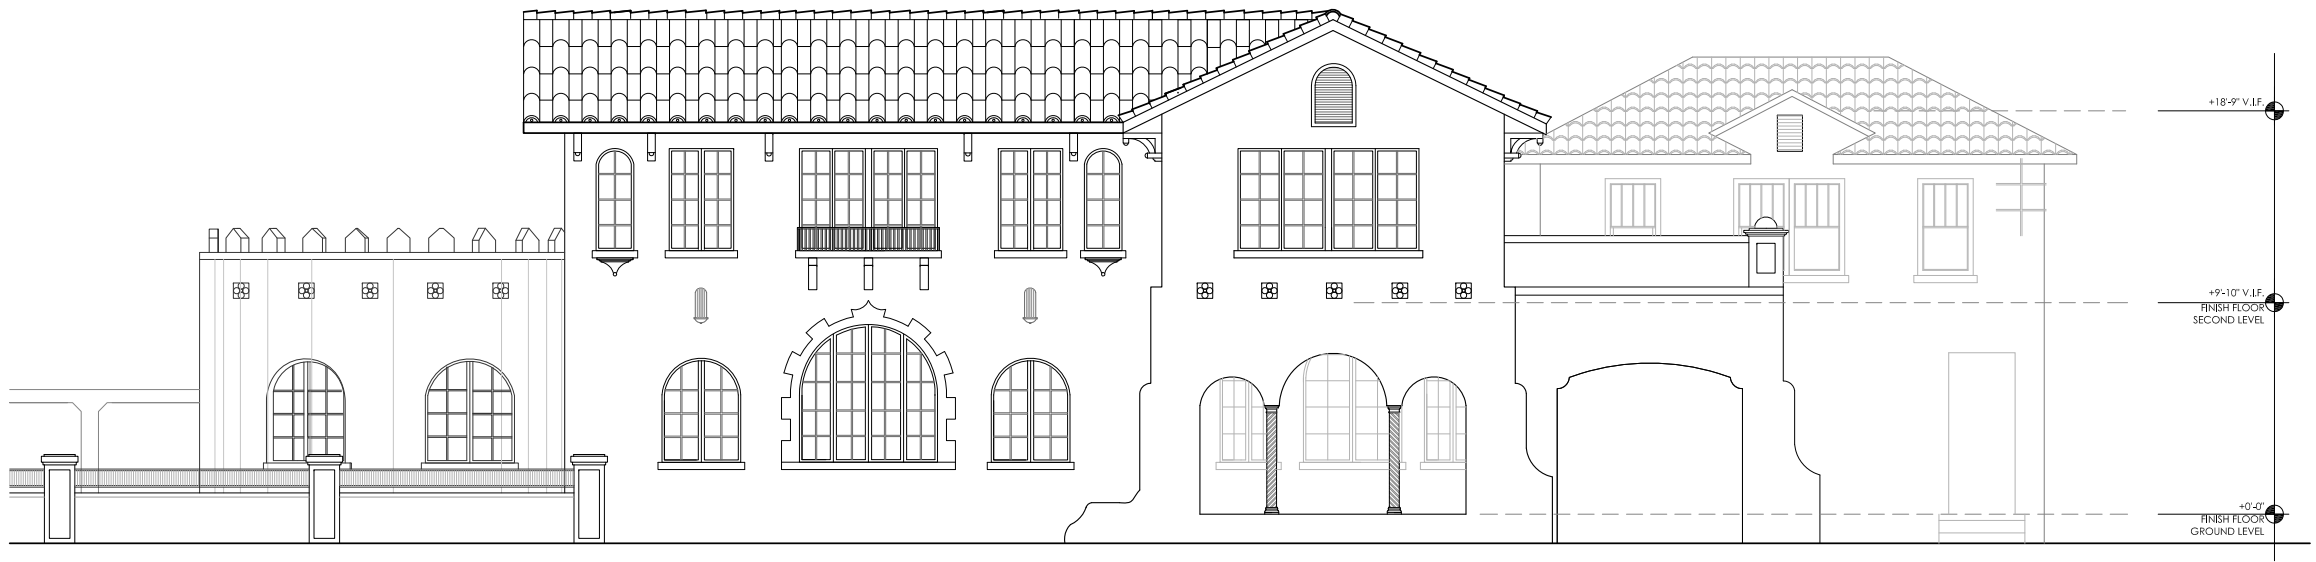 +18'-9" V.I.F.
+9'-10" V.I.F.
FINISH FLOOR
SECOND LEVEL
+0'-0"
FINISH FLOOR
GROUND LEVEL